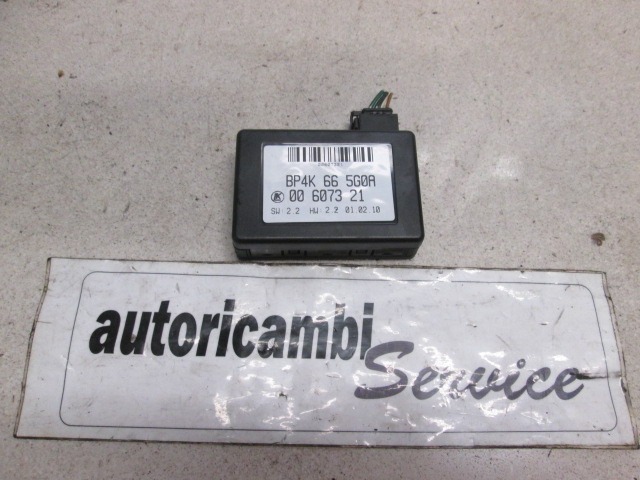 BP4K 66 5G0A
00 6073 21
SW 2.2 HW 2.2 01.02.10
autoricambi
Service